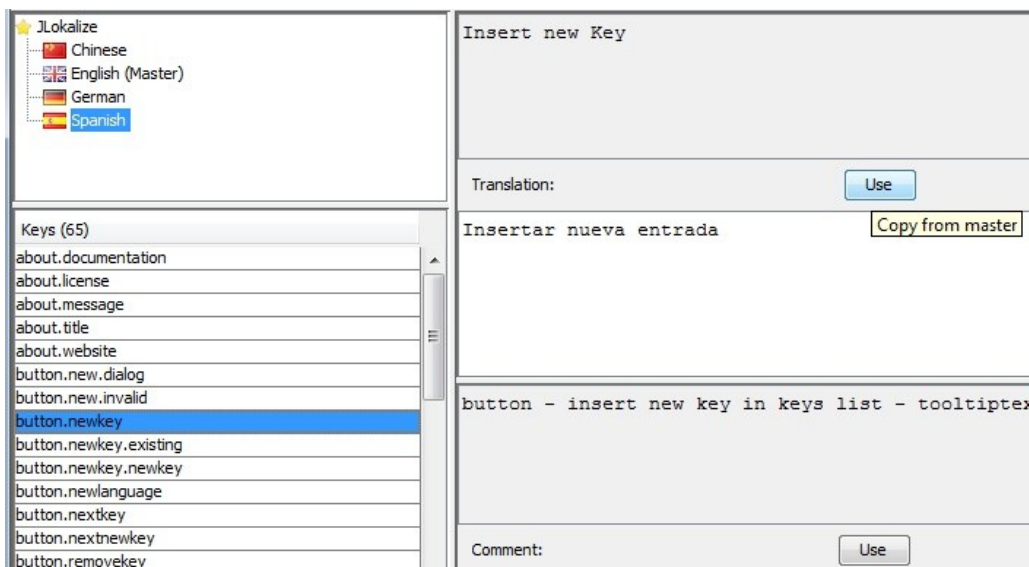 JLokalize
Chinese
English (Master)
German
Spanish
Keys (65)
about.documentation
about.license
about.message
about.title
about.website
button.new.dialog
button.new.invalid
button.newkey
button.newkey.existing
button.newkey.newkey
button.newlanguage
button.nextkey
button.nextnewkey
button.removekey
Insert new Key
Translation:
Use
Copy from master
Insertar nueva entrada
button - insert new key in keys list - tooltiptex
Comment:
Use